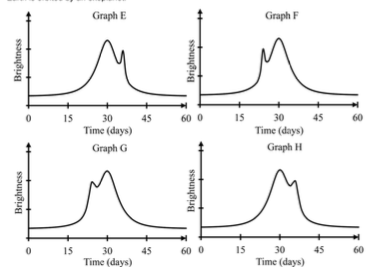 Graph E
Brightness
0 15 30 45 60
Time (days)
Graph F
Brightness
0 15 30 45 60
Time (days)
Graph G
Brightness
0 15 30 45 60
Time (days)
Graph H
Brightness
0 15 30 45 60
Time (days)